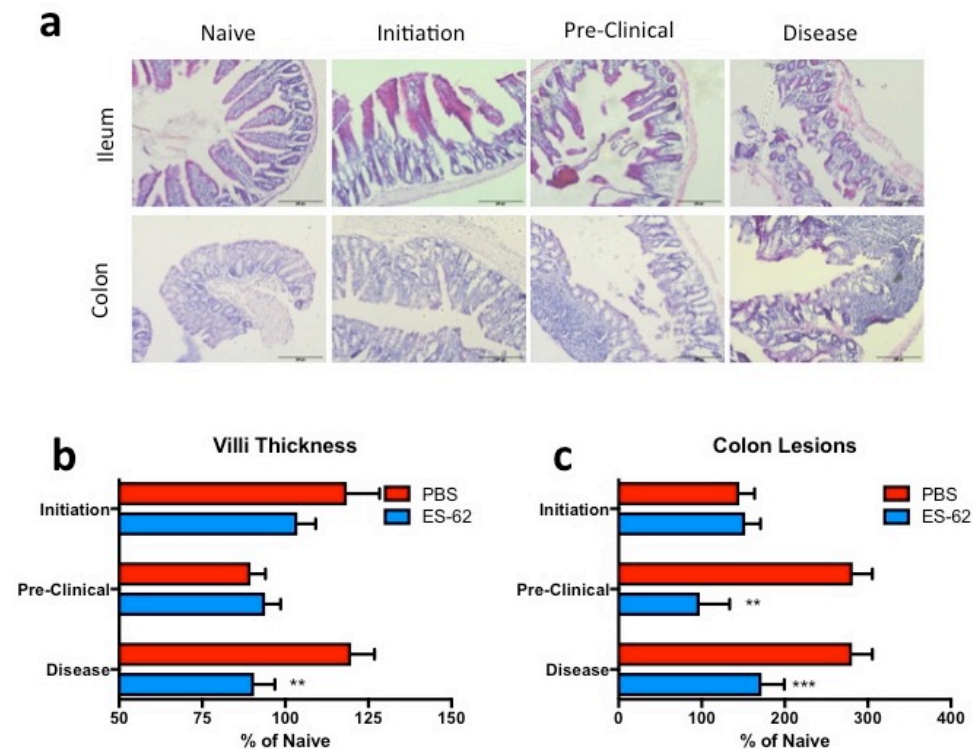 a
Naive Initiation Pre-Clinical Disease
Ileum
Colon
b
Villi Thickness
PBS
ES-62
Initiation
Pre-Clinical
Disease
**
50 75 100 125 150
% of Naive
c
Colon Lesions
PBS
ES-62
Initiation
Pre-Clinical
**
Disease
***
0 100 200 300 400
% of Naive